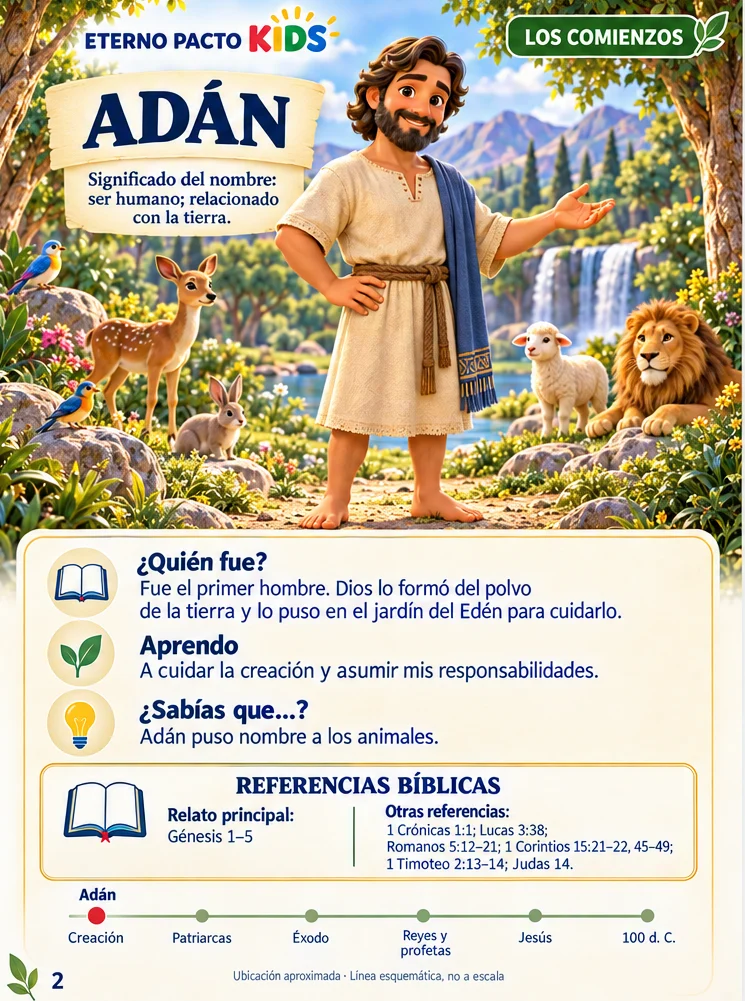 ETERNO PACTO KIDS
LOS COMIENZOS
ADÁN
Significado del nombre:
ser humano; relacionado
con la tierra.
¿Quién fue?
Fue el primer hombre. Dios lo formó del polvo
de la tierra y lo puso en el jardín del Edén para cuidarlo.
Aprendo
A cuidar la creación y asumir mis responsabilidades.
¿Sabías que...?
Adán puso nombre a los animales.
REFERENCIAS BÍBLICAS
Relato principal:
Génesis 1–5
Otras referencias:
1 Crónicas 1:1; Lucas 3:38;
Romanos 5:12–21; 1 Corintios 15:21–22, 45–49;
1 Timoteo 2:13–14; Judas 14.
Adán
Creación
Patriarcas
Éxodo
Reyes y
profetas
Jesús
100 d. C.
2
Ubicación aproximada · Línea esquemática, no a escala